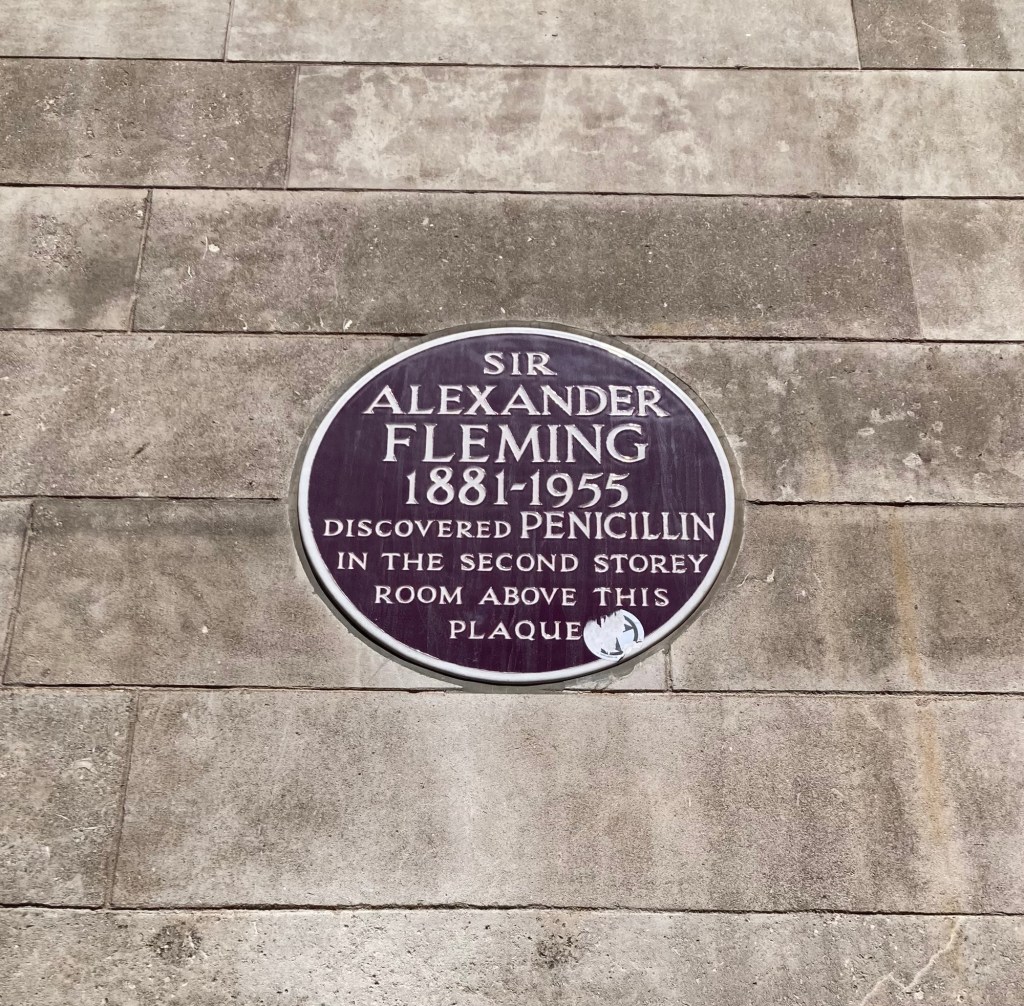 SIR
ALEXANDER
FLEMING
1881-1955
DISCOVERED PENICILLIN
IN THE SECOND STOREY
ROOM ABOVE THIS
PLAQUE